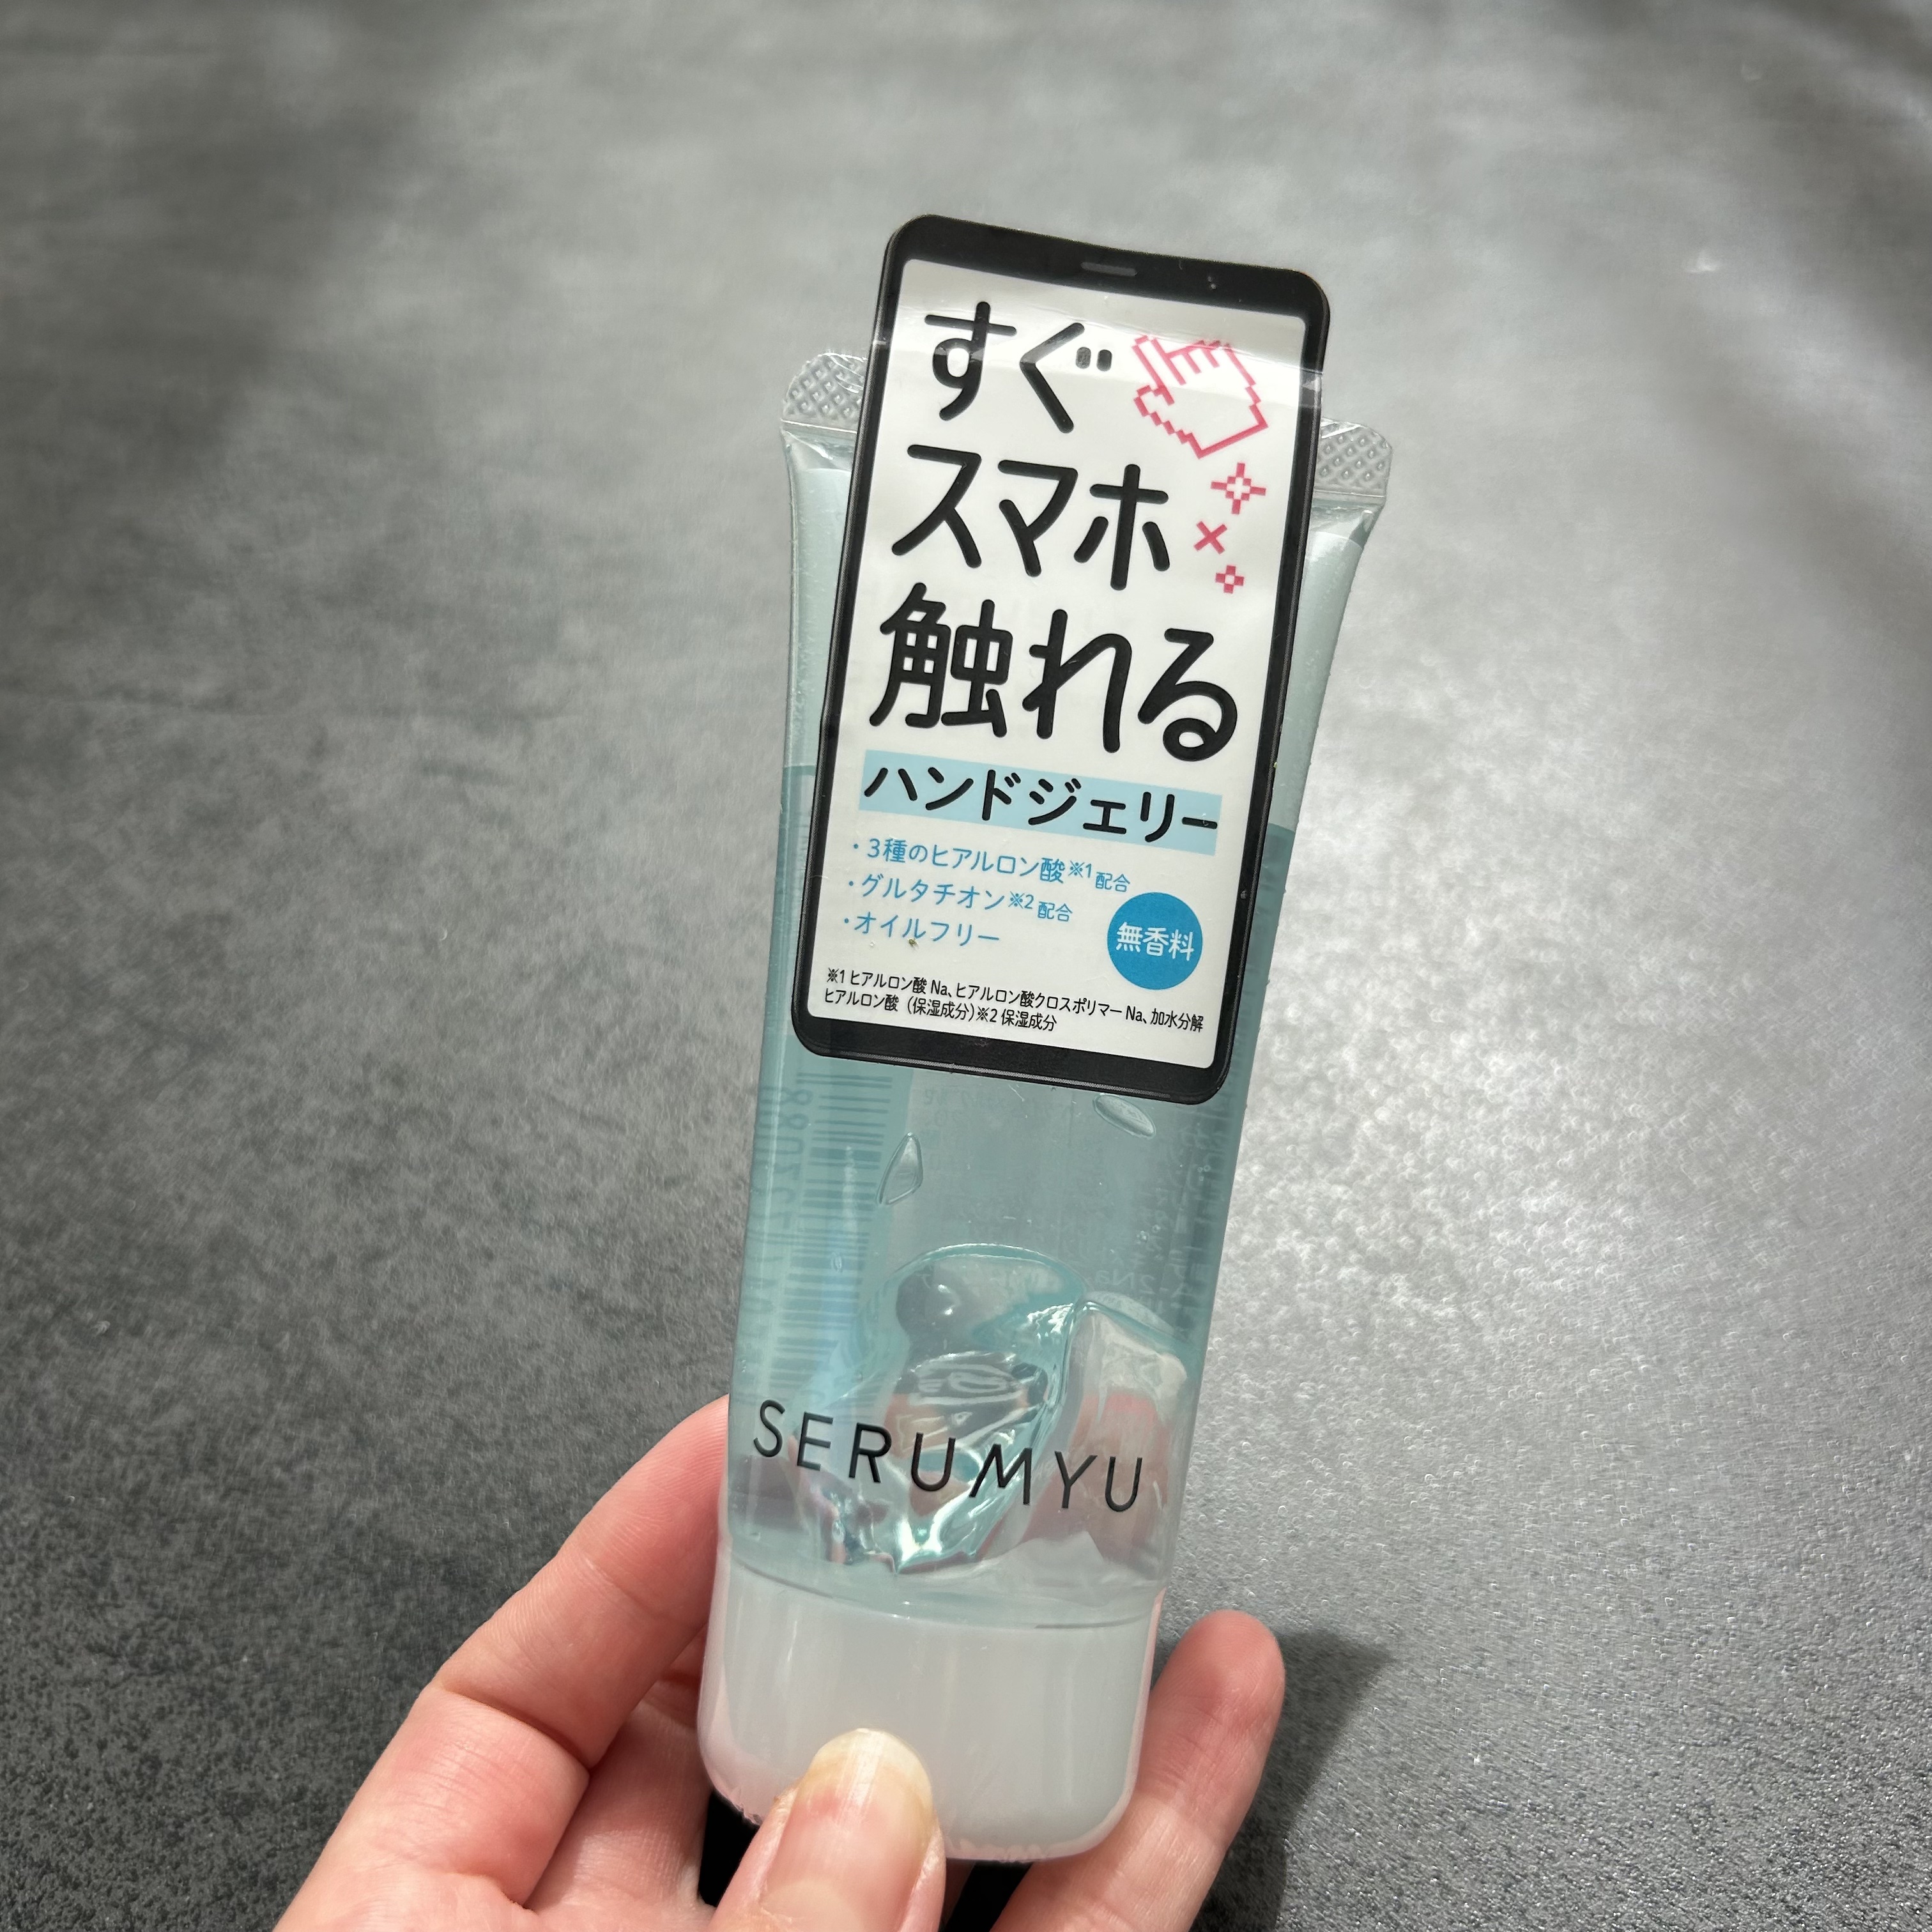 すぐ
スマホ
触れる
ハンドジェリー
・3種のヒアルロン酸※1配合
・グルタチオン※2配合
・オイルフリー
無香料
※1 ヒアルロン酸 Na、ヒアルロン酸クロスポリマー Na、加水分解
ヒアルロン酸（保湿成分）※2 保湿成分
SERUMYU